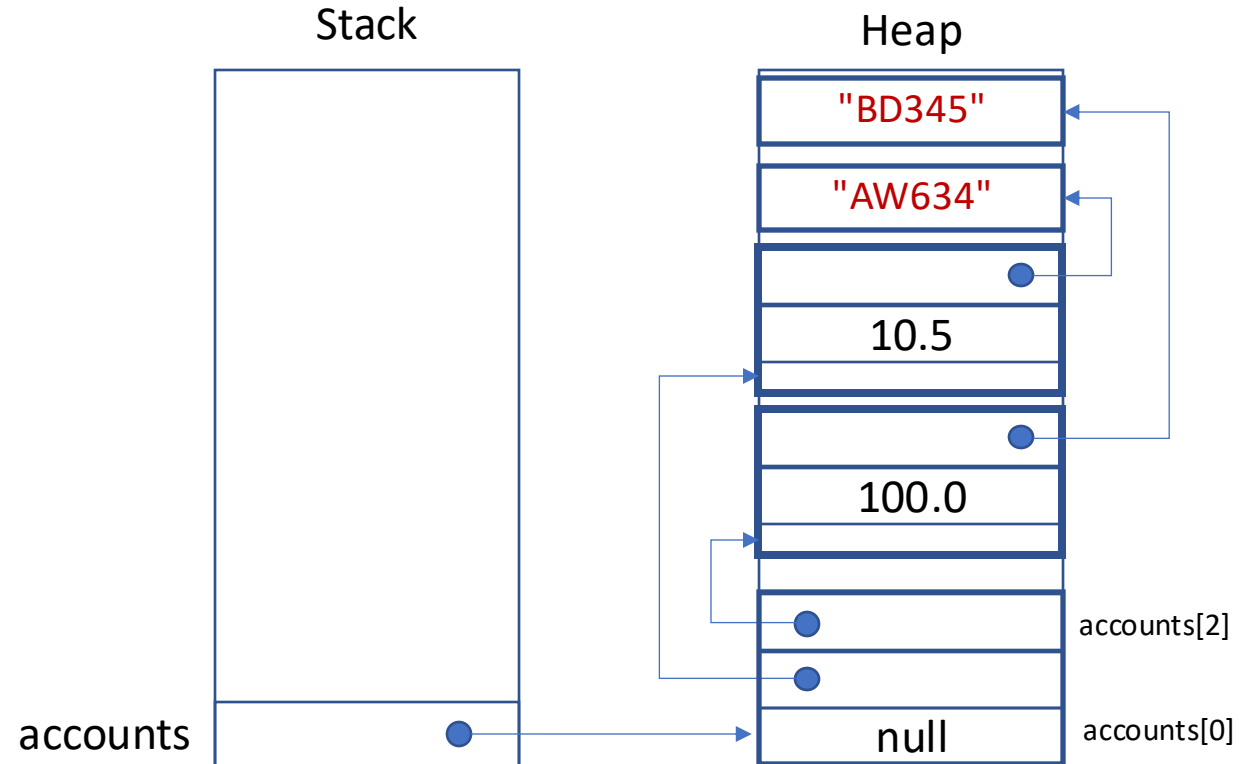 Stack
Heap
"BD345"
"AW634"
10.5
100.0
accounts[2]
accounts
null
accounts[0]